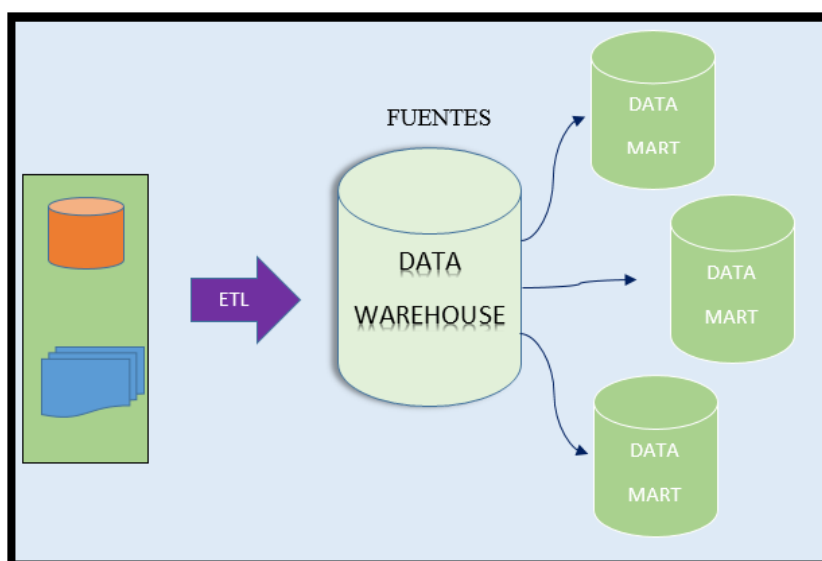 FUENTES
ETL
DATA
WAREHOUSE
DATA
MART
DATA
MART
DATA
MART